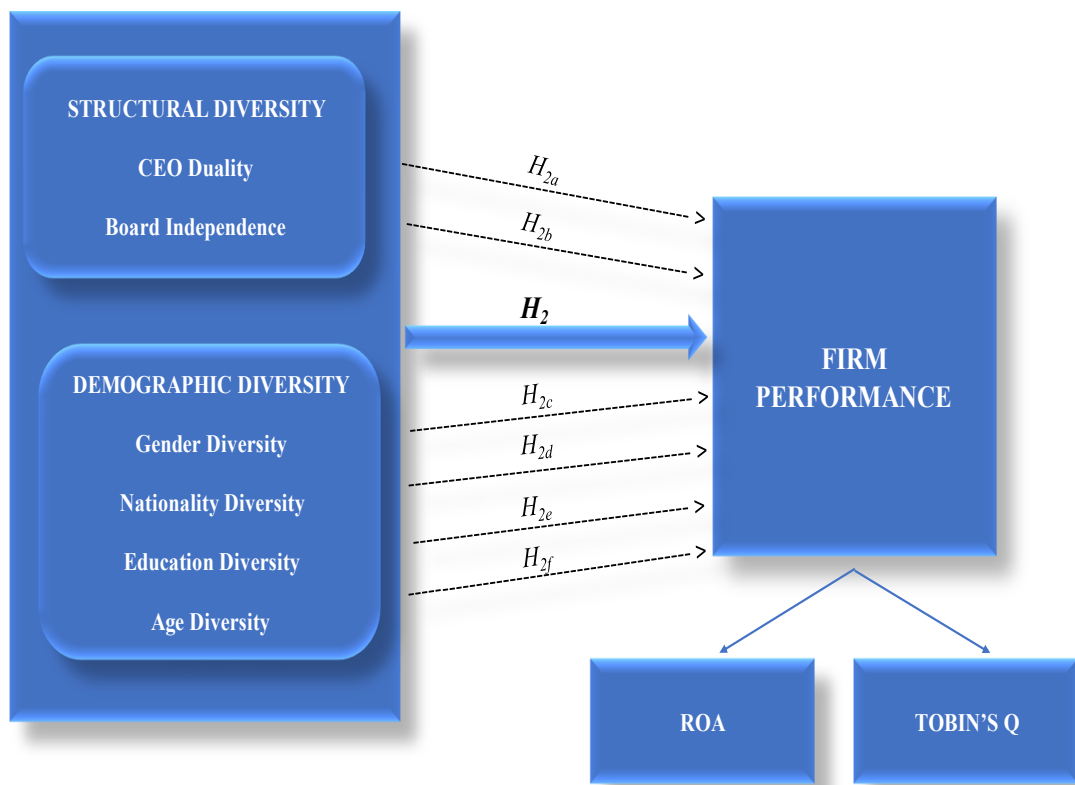 STRUCTURAL DIVERSITY
CEO Duality
Board Independence
DEMOGRAPHIC DIVERSITY
Gender Diversity
Nationality Diversity
Education Diversity
Age Diversity
H2a
H2b
H2
H2c
H2d
H2e
H2f
FIRM
PERFORMANCE
ROA
TOBIN’S Q